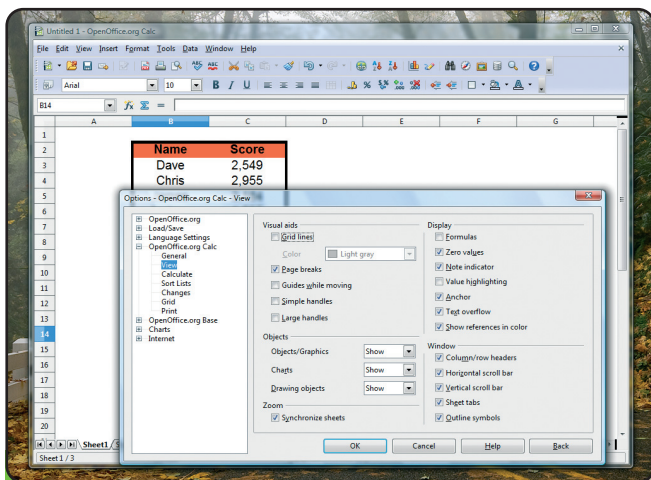 Untitled 1 - OpenOffice.org Calc
File Edit View Insert Format Tools Data Window Help
Arial 10 B I U
B14 fx Σ =
A B C D E F G
1
2 Name Score
3 Dave 2,549
4 Chris 2,955
5
6
7
8
9
10
11
12
13
14
15
16
17
18
19
20
Options - OpenOffice.org Calc - View
OpenOffice.org
Load/Save
Language Settings
OpenOffice.org Calc
General
View
Calculate
Sort Lists
Changes
Grid
Print
OpenOffice.org Base
Charts
Internet
Visual aids
Grid lines
Color Light gray
Page breaks
Guides while moving
Simple handles
Large handles
Objects
Objects/Graphics Show
Charts Show
Drawing objects Show
Zoom
Synchronize sheets
Display
Formulas
Zero values
Note indicator
Value highlighting
Anchor
Text overflow
Show references in color
Window
Column/row headers
Horizontal scroll bar
Vertical scroll bar
Sheet tabs
Outline symbols
OK Cancel Help Back
Sheet1
Sheet 1 / 3